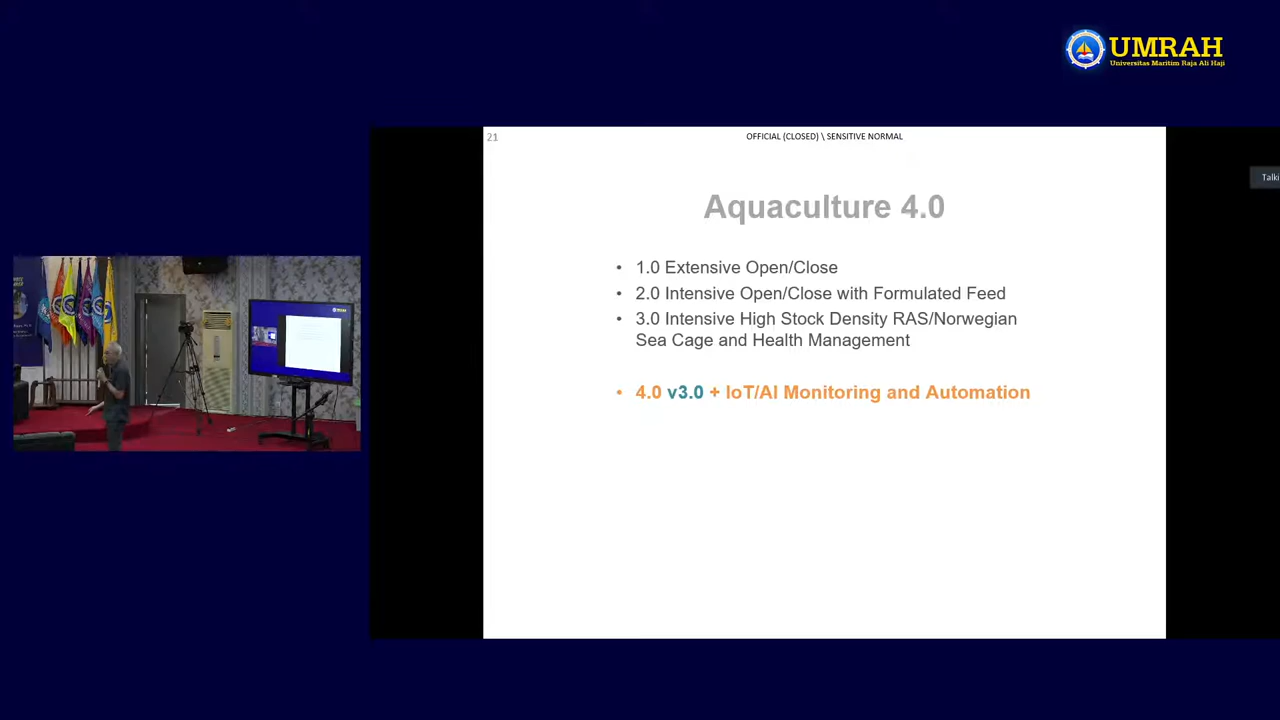 UMRAH
Universitas Maritim Raja Ali Haji
21
OFFICIAL (CLOSED) \ SENSITIVE NORMAL
Talki
Aquaculture 4.0
• 1.0 Extensive Open/Close
• 2.0 Intensive Open/Close with Formulated Feed
• 3.0 Intensive High Stock Density RAS/Norwegian
Sea Cage and Health Management
• 4.0 v3.0 + IoT/AI Monitoring and Automation